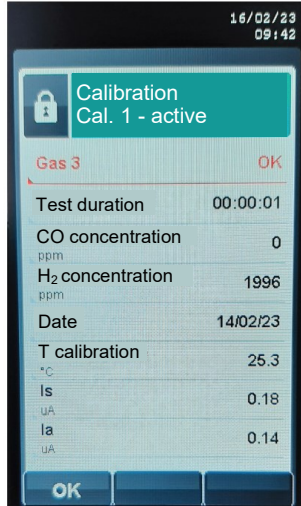 16/02/23
09:42
Calibration
Cal. 1 - active
Gas 3 OK
Test duration 00:00:01
CO concentration 0
ppm
H₂ concentration 1996
ppm
Date 14/02/23
T calibration 25.3
°C
Is 0.18
uA
Ia 0.14
uA
OK